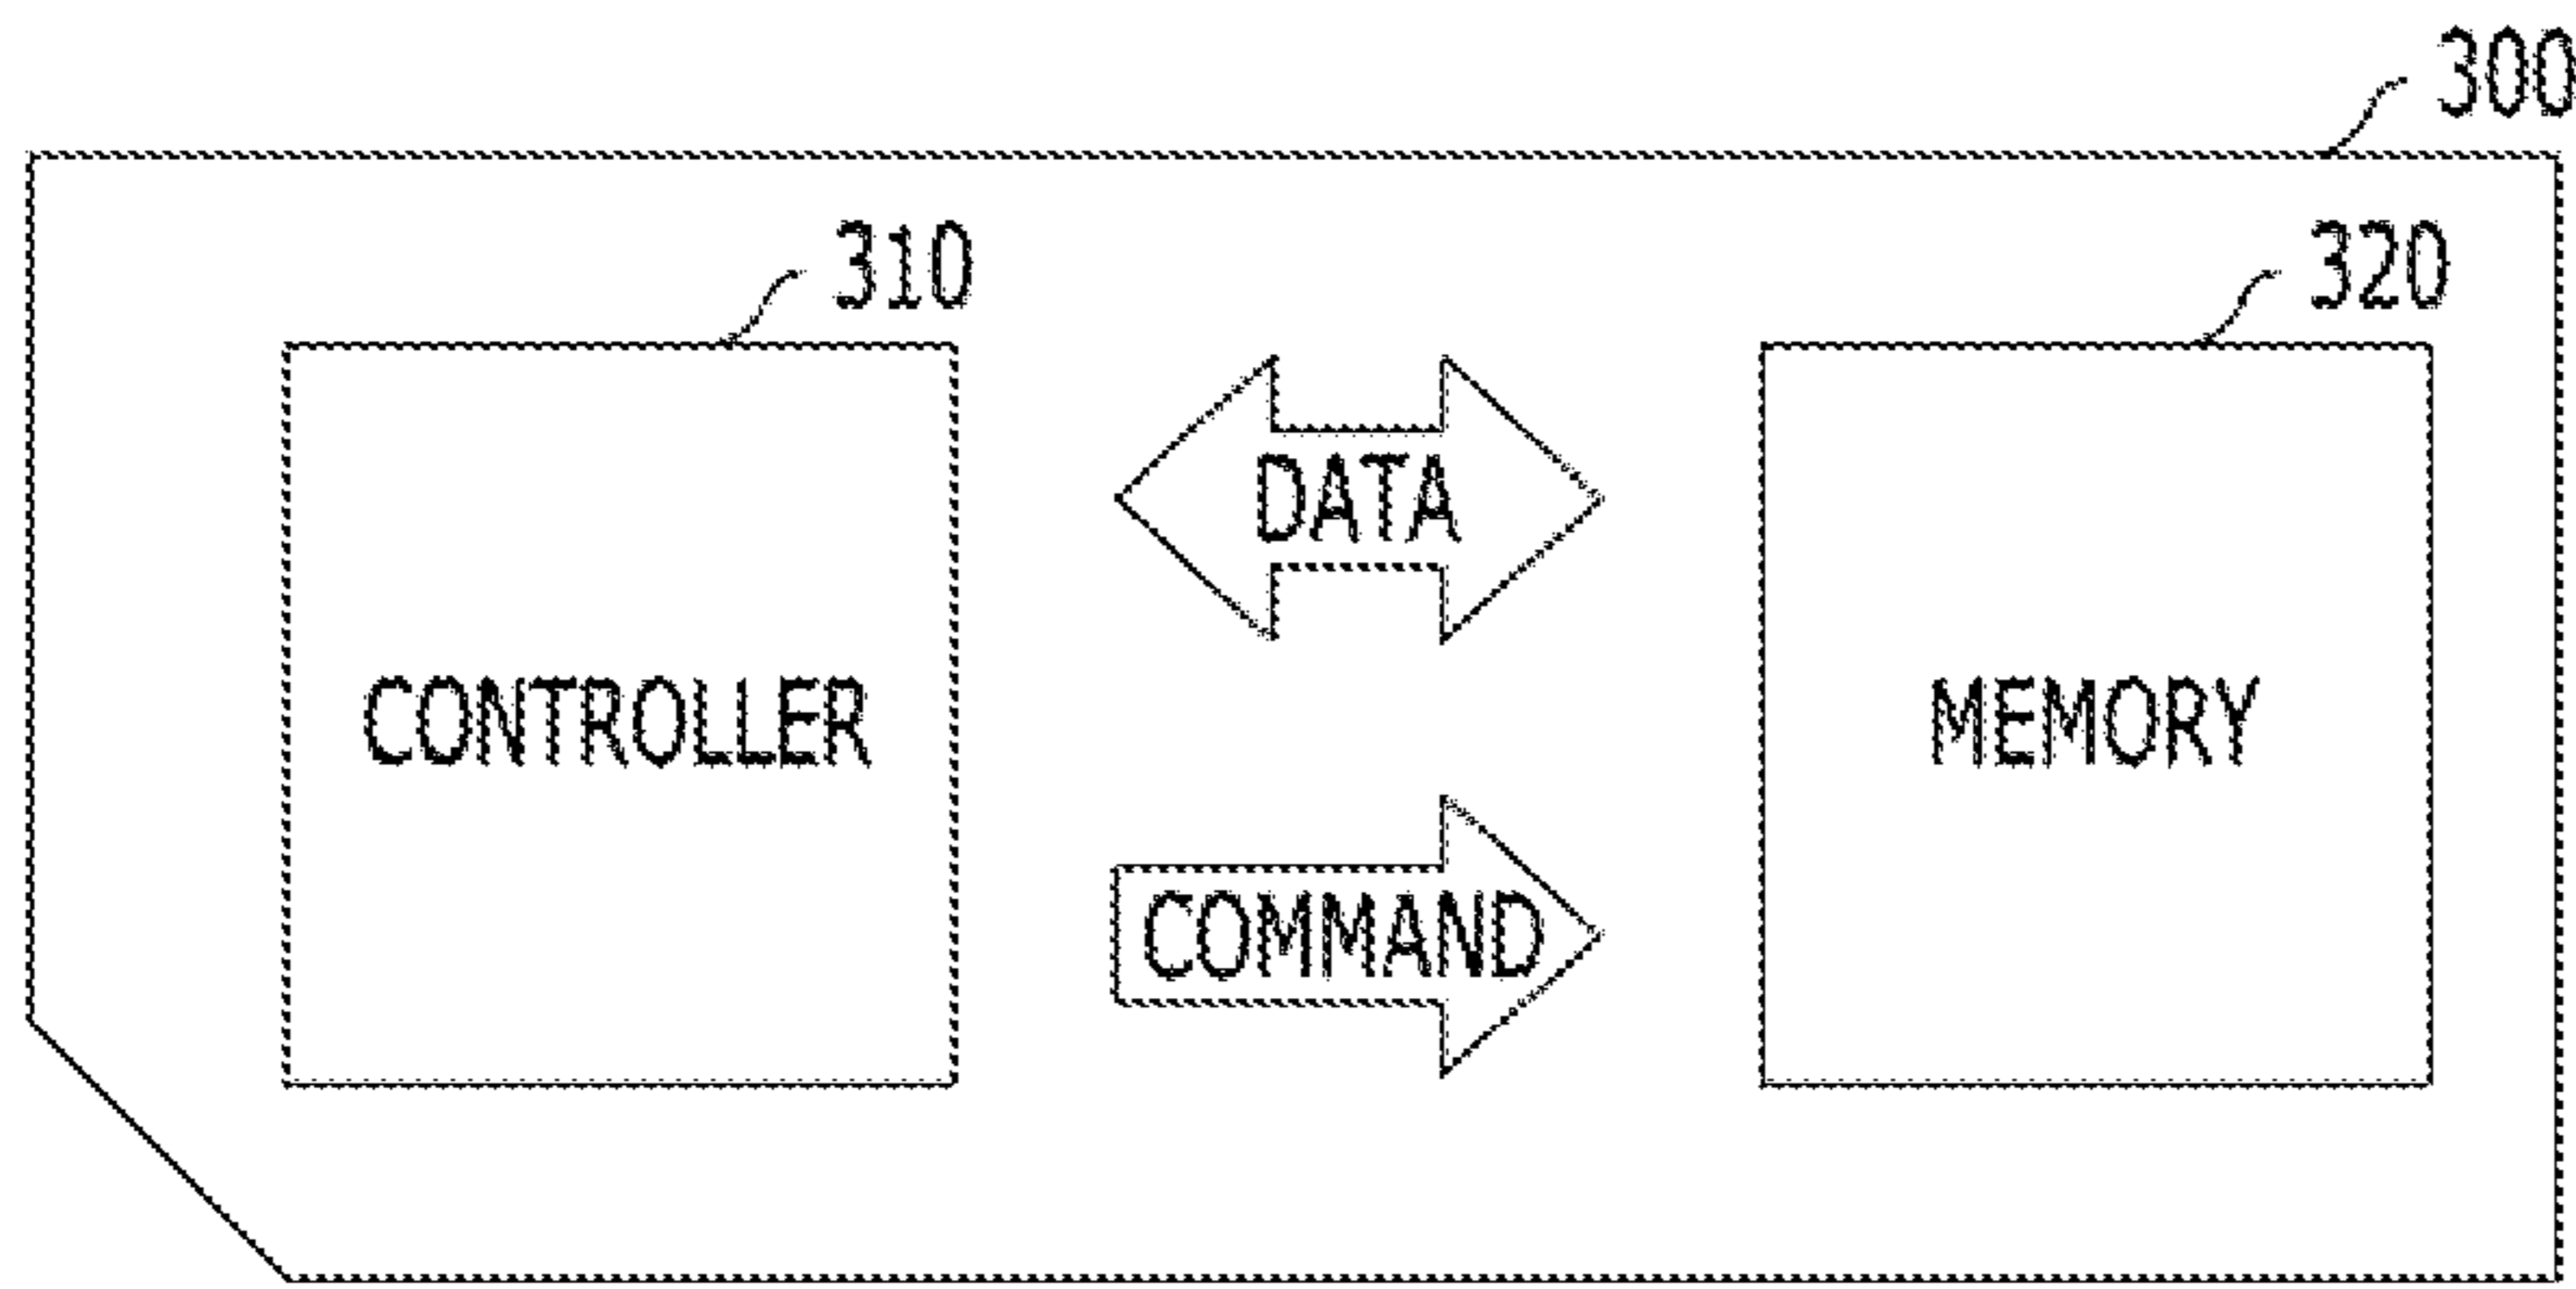 300
310
320
DATA
CONTROLLER
MEMORY
COMMAND